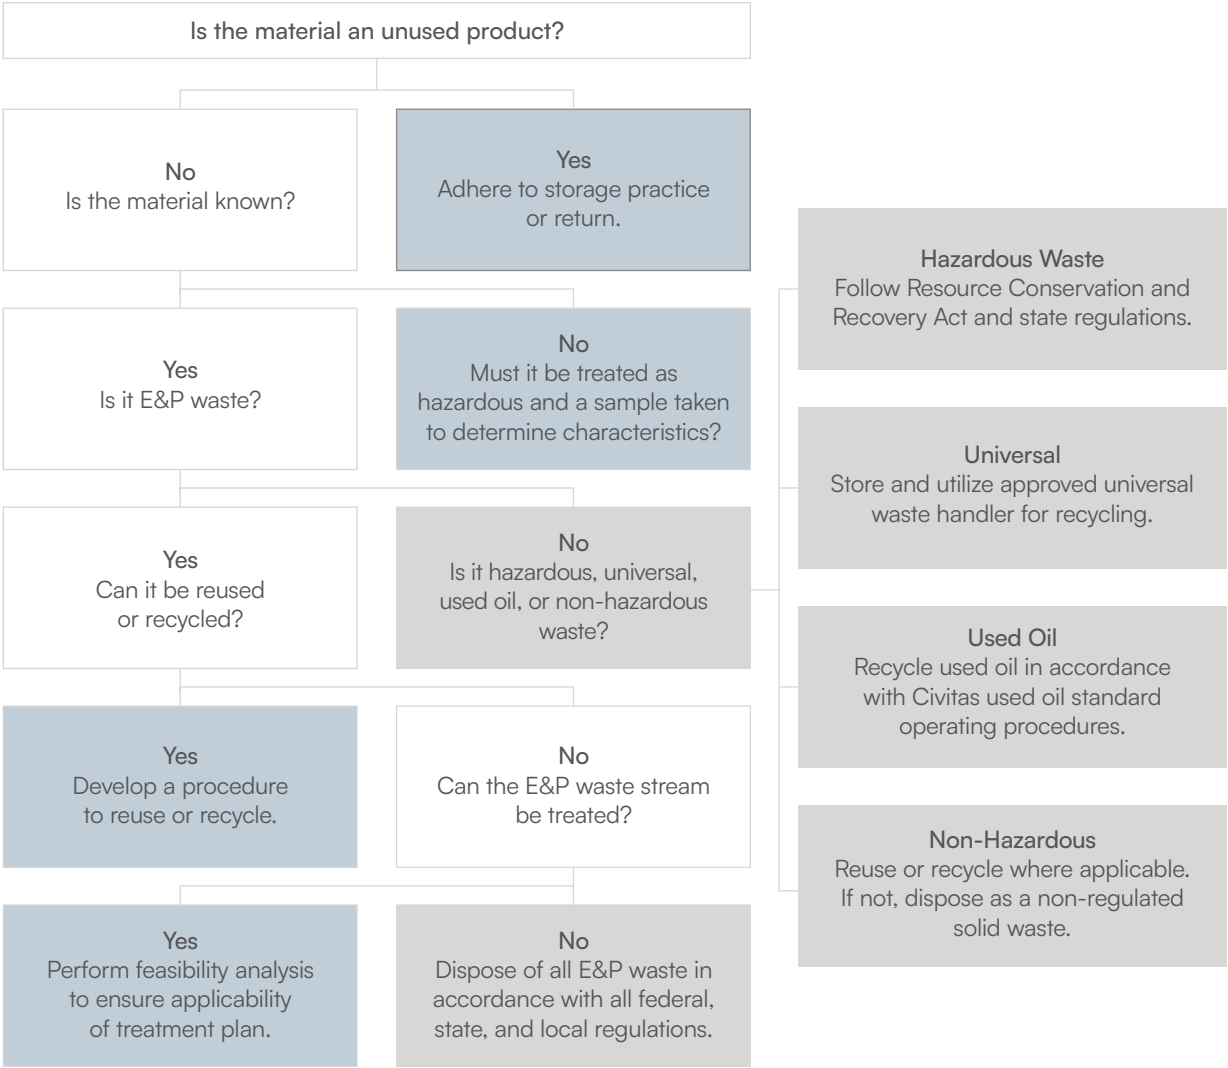 Is the material an unused product?
No
Is the material known?
Yes
Adhere to storage practice
or return.
Yes
Is it E&P waste?
No
Must it be treated as
hazardous and a sample taken
to determine characteristics?
Yes
Can it be reused
or recycled?
No
Is it hazardous, universal,
used oil, or non-hazardous
waste?
Yes
Develop a procedure
to reuse or recycle.
No
Can the E&P waste stream
be treated?
Yes
Perform feasibility analysis
to ensure applicability
of treatment plan.
No
Dispose of all E&P waste in
accordance with all federal,
state, and local regulations.
Hazardous Waste
Follow Resource Conservation and
Recovery Act and state regulations.
Universal
Store and utilize approved universal
waste handler for recycling.
Used Oil
Recycle used oil in accordance
with Civitas used oil standard
operating procedures.
Non-Hazardous
Reuse or recycle where applicable.
If not, dispose as a non-regulated
solid waste.